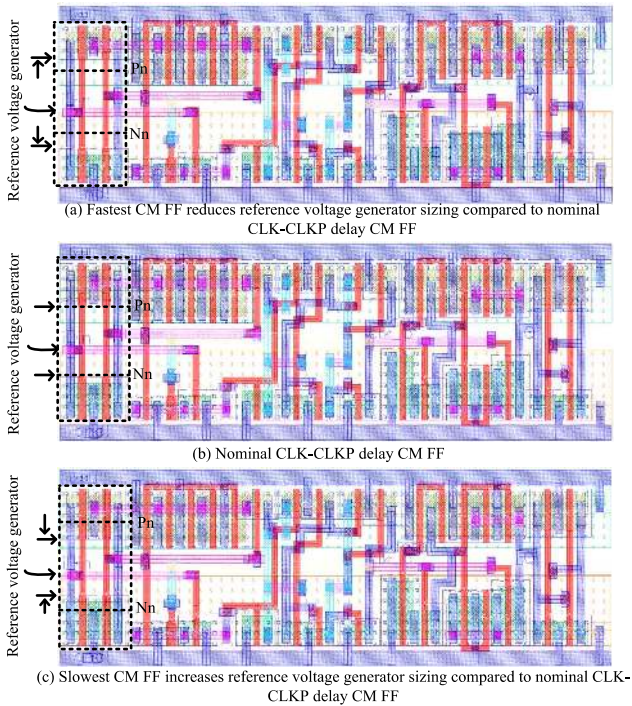 Reference voltage generator
Pn
Nn
(a) Fastest CM FF reduces reference voltage generator sizing compared to nominal
CLK-CLKP delay CM FF
Reference voltage generator
Pn
Nn
(b) Nominal CLK-CLKP delay CM FF
Reference voltage generator
Pn
Nn
(c) Slowest CM FF increases reference voltage generator sizing compared to nominal CLK-
CLKP delay CM FF